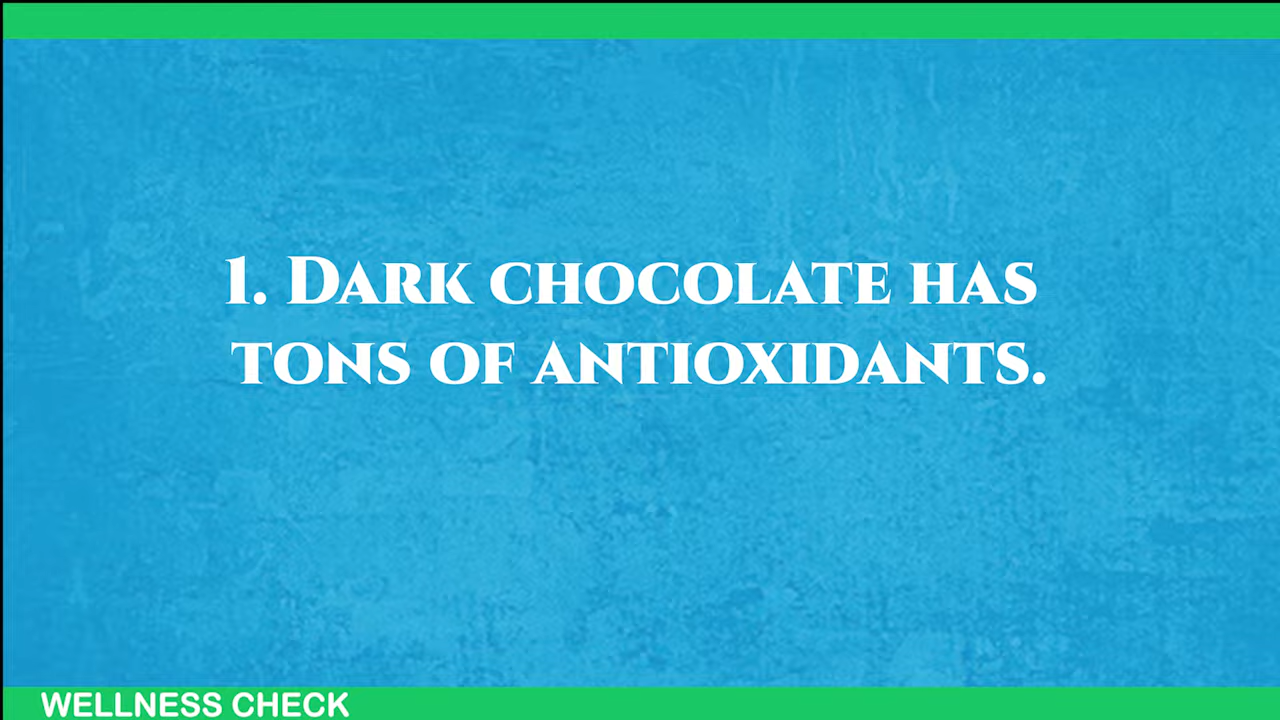 1. Dark chocolate has
tons of antioxidants.
WELLNESS CHECK